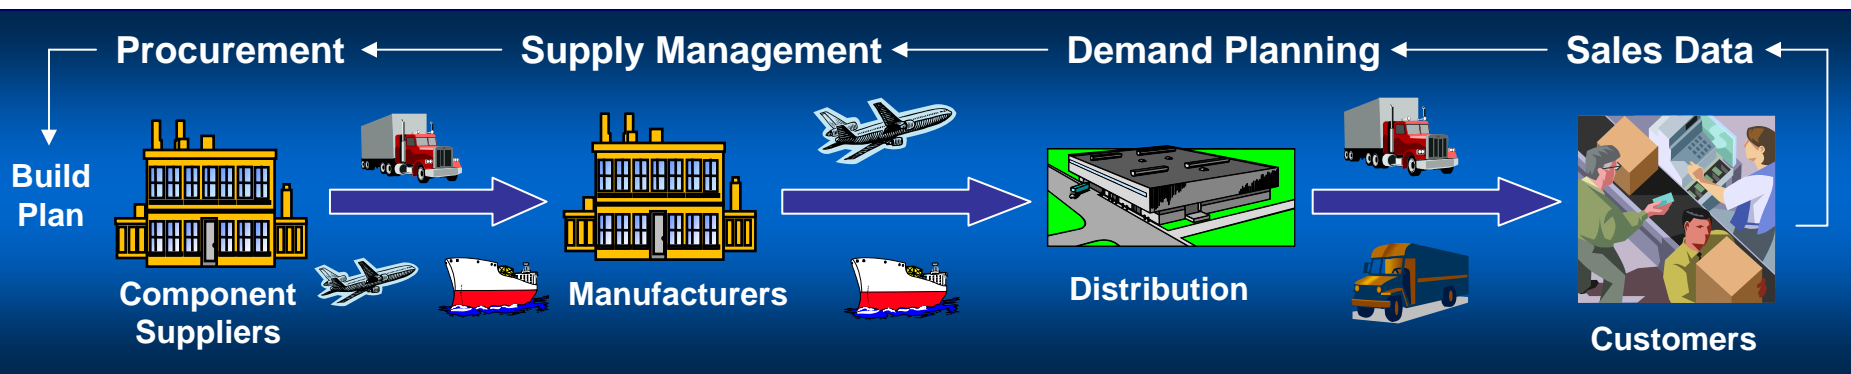 Procurement
Supply Management
Demand Planning
Sales Data
Build
Plan
Component
Suppliers
Manufacturers
Distribution
Customers